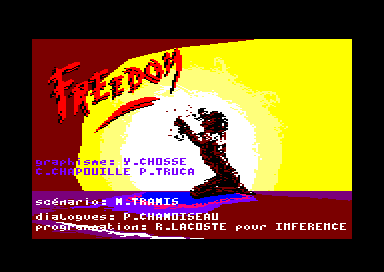 FREEDOM
graphisme: Y.CHOSSE
C.CHAPOUILLE P.TRUCA
scénario: M.TRAMIS
dialogues: P.CHAMOISEAU
programmation: R.LACOSTE pour INFERENCE